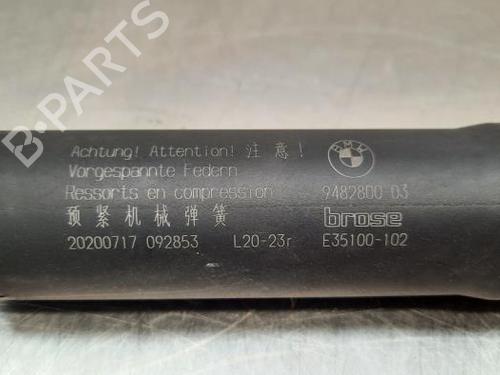 Achtung! Attention! 注意!
Vorgespannte Federn
Ressorts en compression
预紧机械弹簧
20200717 092853 L20-23r
BMW
9482800 03
brose
E35100-102
B-PARTS